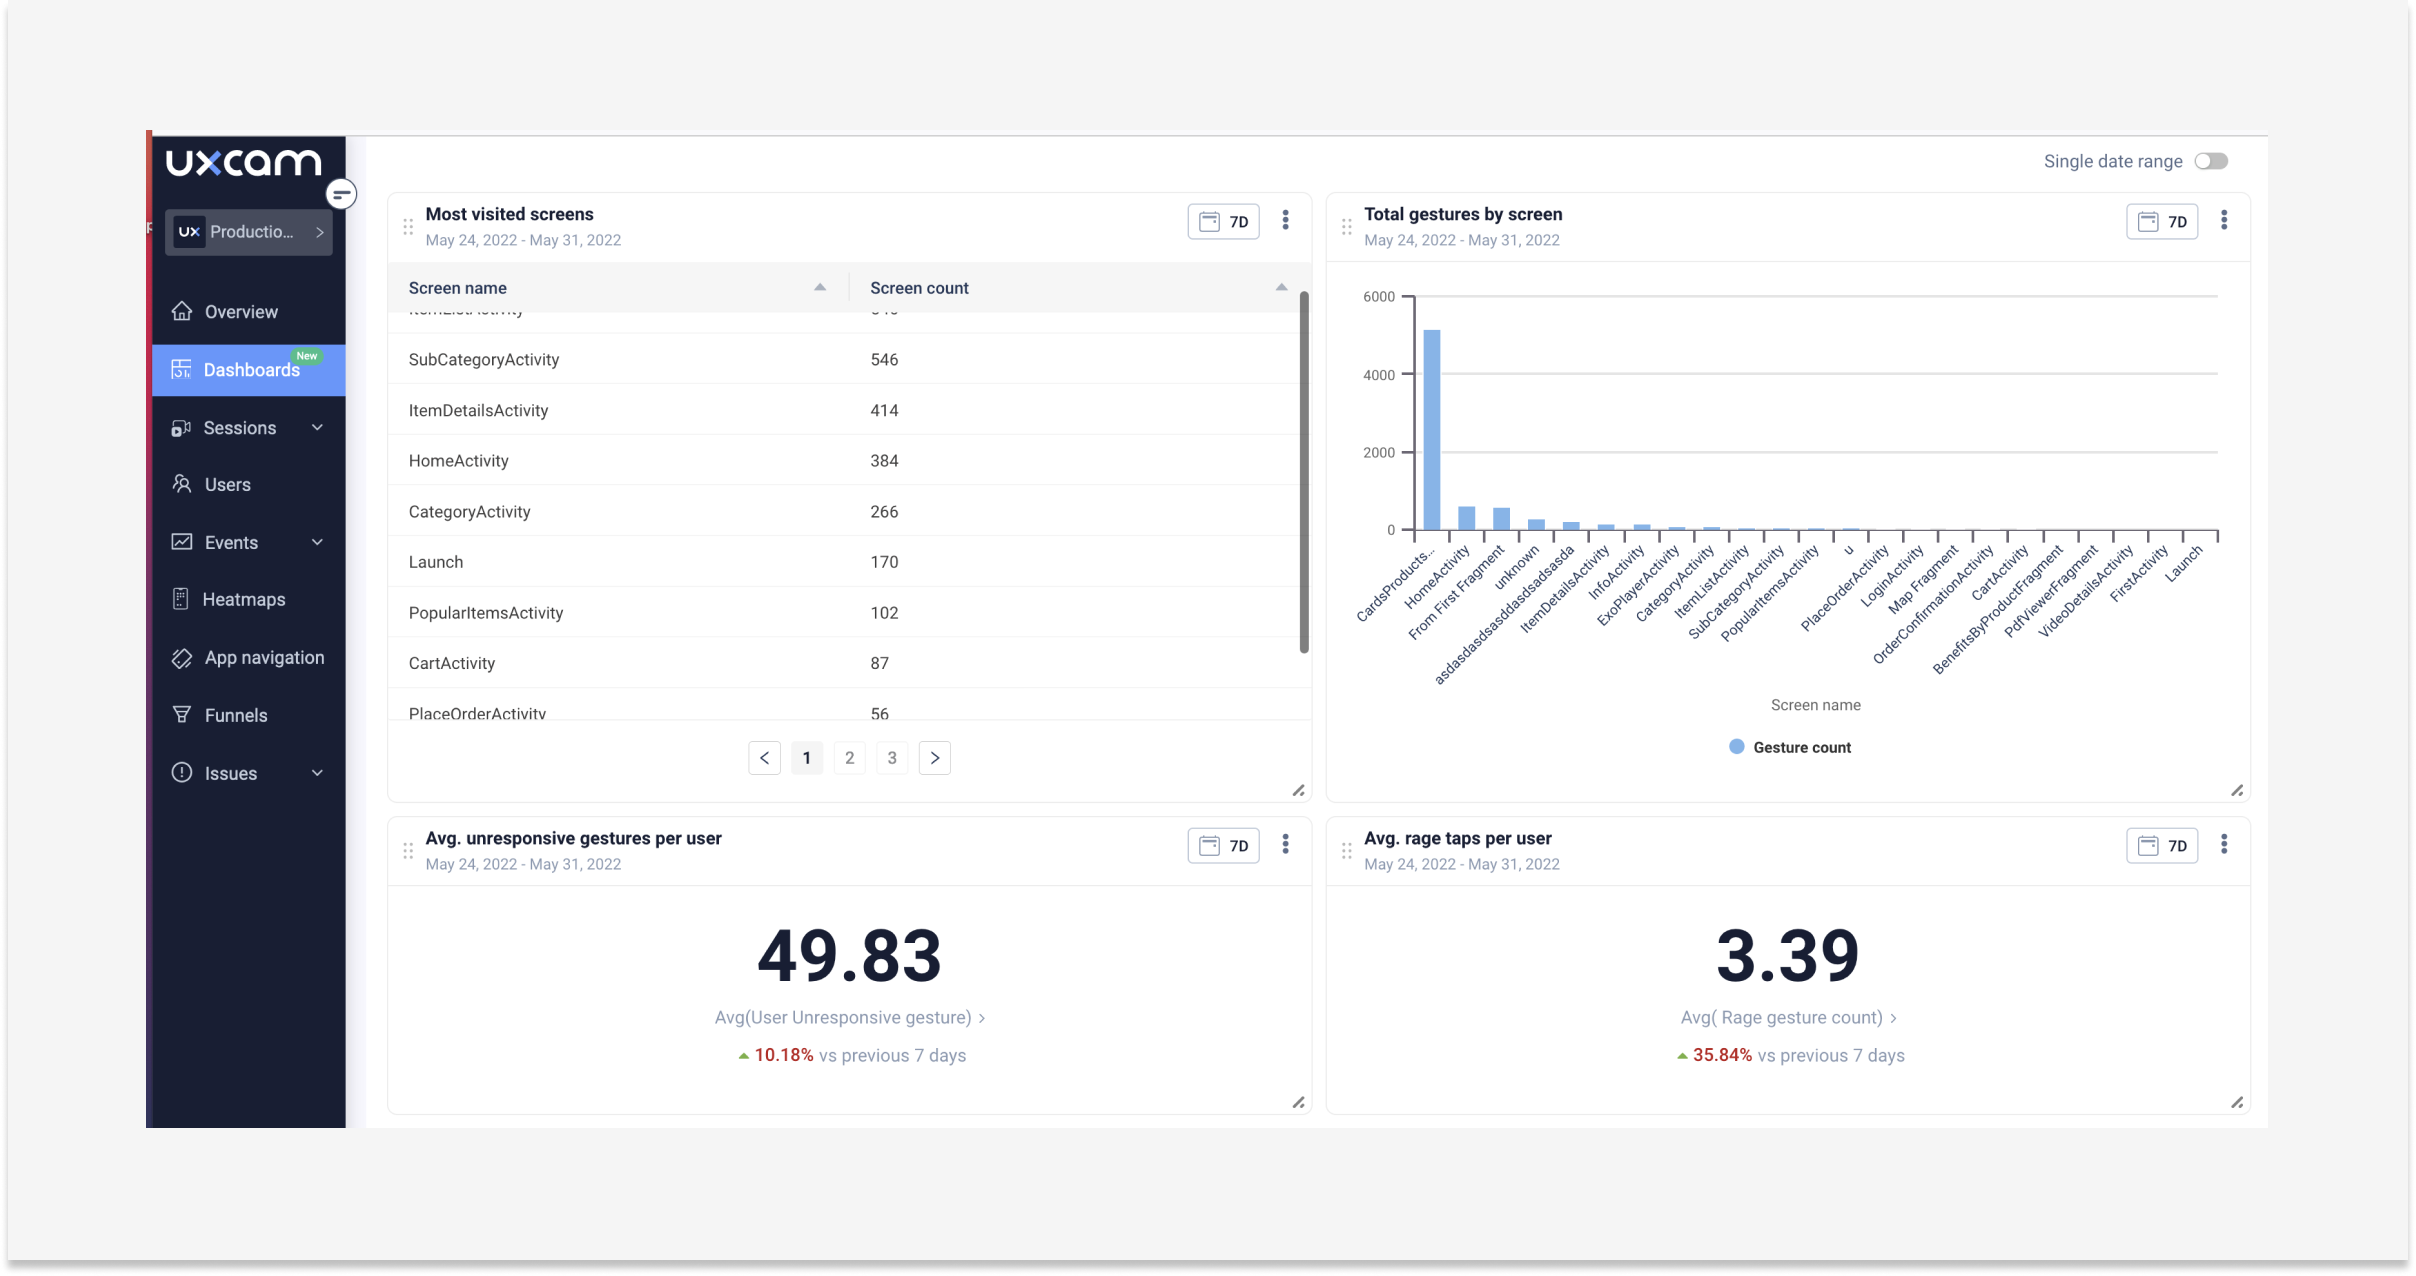 uxcam
UX Productio...
Overview
Dashboards New
Sessions
Users
Events
Heatmaps
App navigation
Funnels
Issues
Single date range
Most visited screens
May 24, 2022 - May 31, 2022
7D
Screen name Screen count
SubCategoryActivity 546
ItemDetailsActivity 414
HomeActivity 384
CategoryActivity 266
Launch 170
PopularItemsActivity 102
CartActivity 87
PlaceOrderActivity 56
1 2 3
Total gestures by screen
May 24, 2022 - May 31, 2022
7D
6000
4000
2000
0
CardsProducts...
HomeActivity
From First Fragment
unknown
asdasdasdsasddasdsadsasda
ItemDetailsActivity
InfoActivity
ExoPlayerActivity
CategoryActivity
ItemListActivity
SubCategoryActivity
PopularItemsActivity
u
PlaceOrderActivity
LoginActivity
Map Fragment
OrderConfirmationActivity
CartActivity
BenefitsByProductFragment
PdfViewerFragment
VideoDetailsActivity
FirstActivity
Launch
Screen name
Gesture count
Avg. unresponsive gestures per user
May 24, 2022 - May 31, 2022
7D
49.83
Avg(User Unresponsive gesture) >
10.18% vs previous 7 days
Avg. rage taps per user
May 24, 2022 - May 31, 2022
7D
3.39
Avg( Rage gesture count) >
35.84% vs previous 7 days